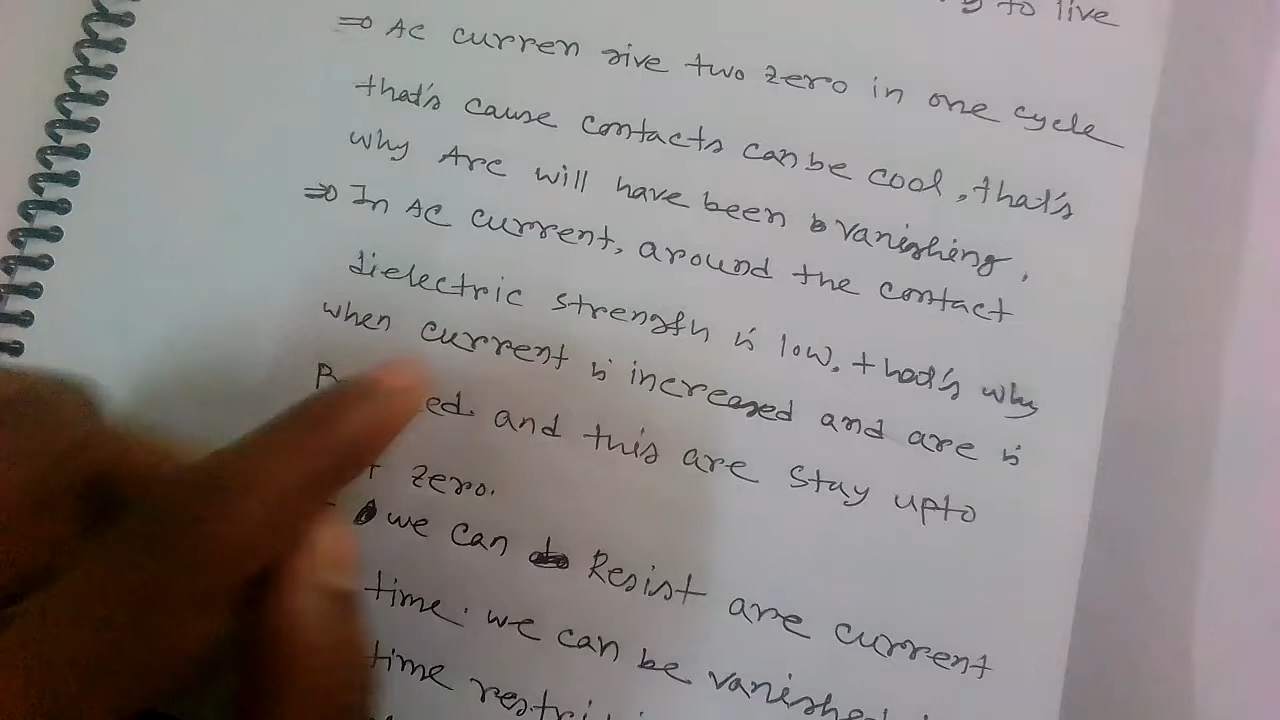 to live
⇒ AC curren rive two zero in one cycle
that's cause contacts can be cool, that's
why Arc will have been vanishing.
⇒ In AC current, around the contact
dielectric strength is low. that's why
when current is increased and arc is
ed. and this arc stay upto
zero.
we can Resist arc current
time. we can be vanished
time